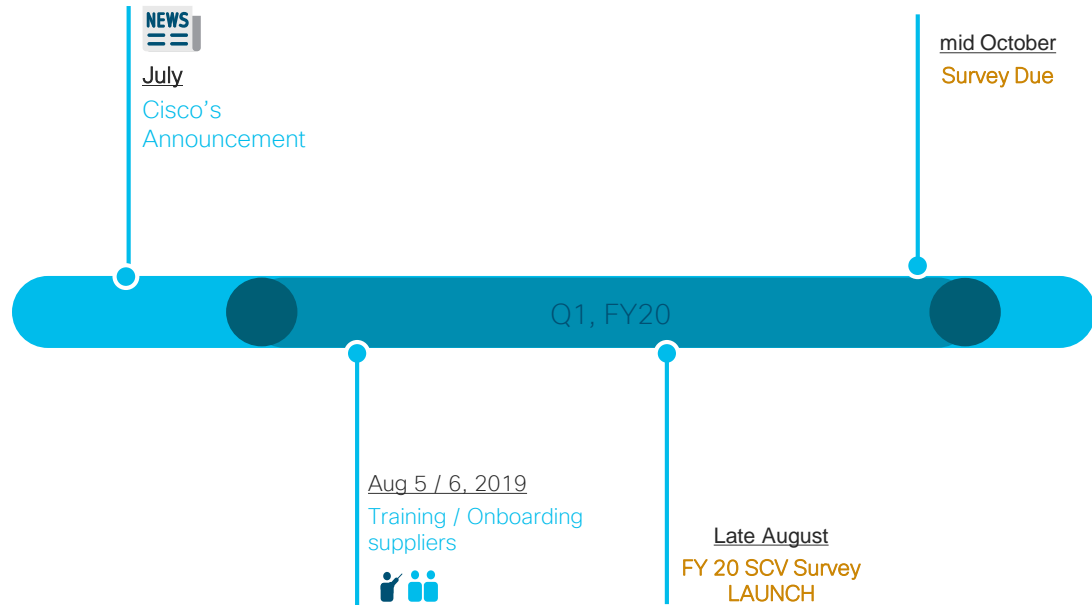 NEWS
July
Cisco's
Announcement
mid October
Survey Due
Q1, FY20
Aug 5 / 6, 2019
Training / Onboarding
suppliers
Late August
FY 20 SCV Survey
LAUNCH